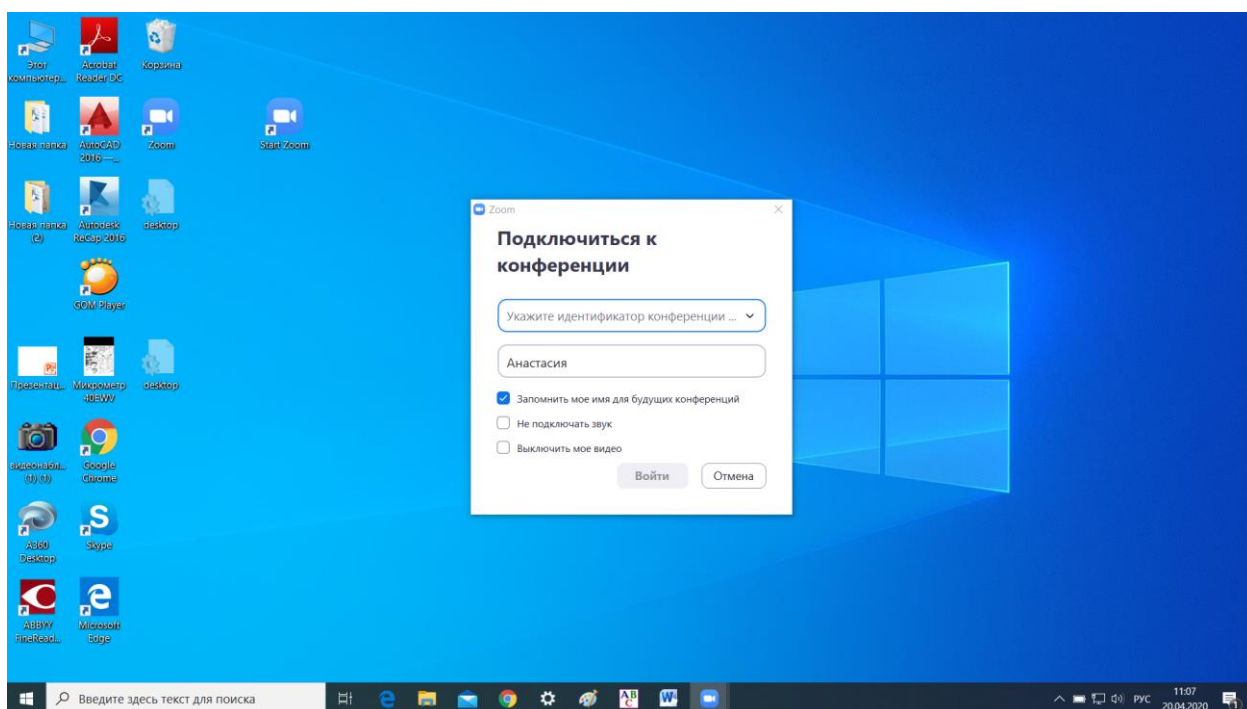 Этот
компьютер...
Acrobat
Reader DC
Корзина
Новая папка
AutoCAD
2016 —...
Zoom
Start Zoom
Новая папка
(2)
Autodesk
ReCap 2016
desktop
GOM Player
Презентац...
Микрометр
40EWV
desktop
видеонабл...
(1) (1)
Google
Chrome
A360
Desktop
Skype
ABBYY
FineRead...
Microsoft
Edge
Zoom
Подключиться к
конференции
Укажите идентификатор конференции ...
Анастасия
Запомнить мое имя для будущих конференций
Не подключать звук
Выключить мое видео
Войти
Отмена
Введите здесь текст для поиска
РУС
11:07
20.04.2020